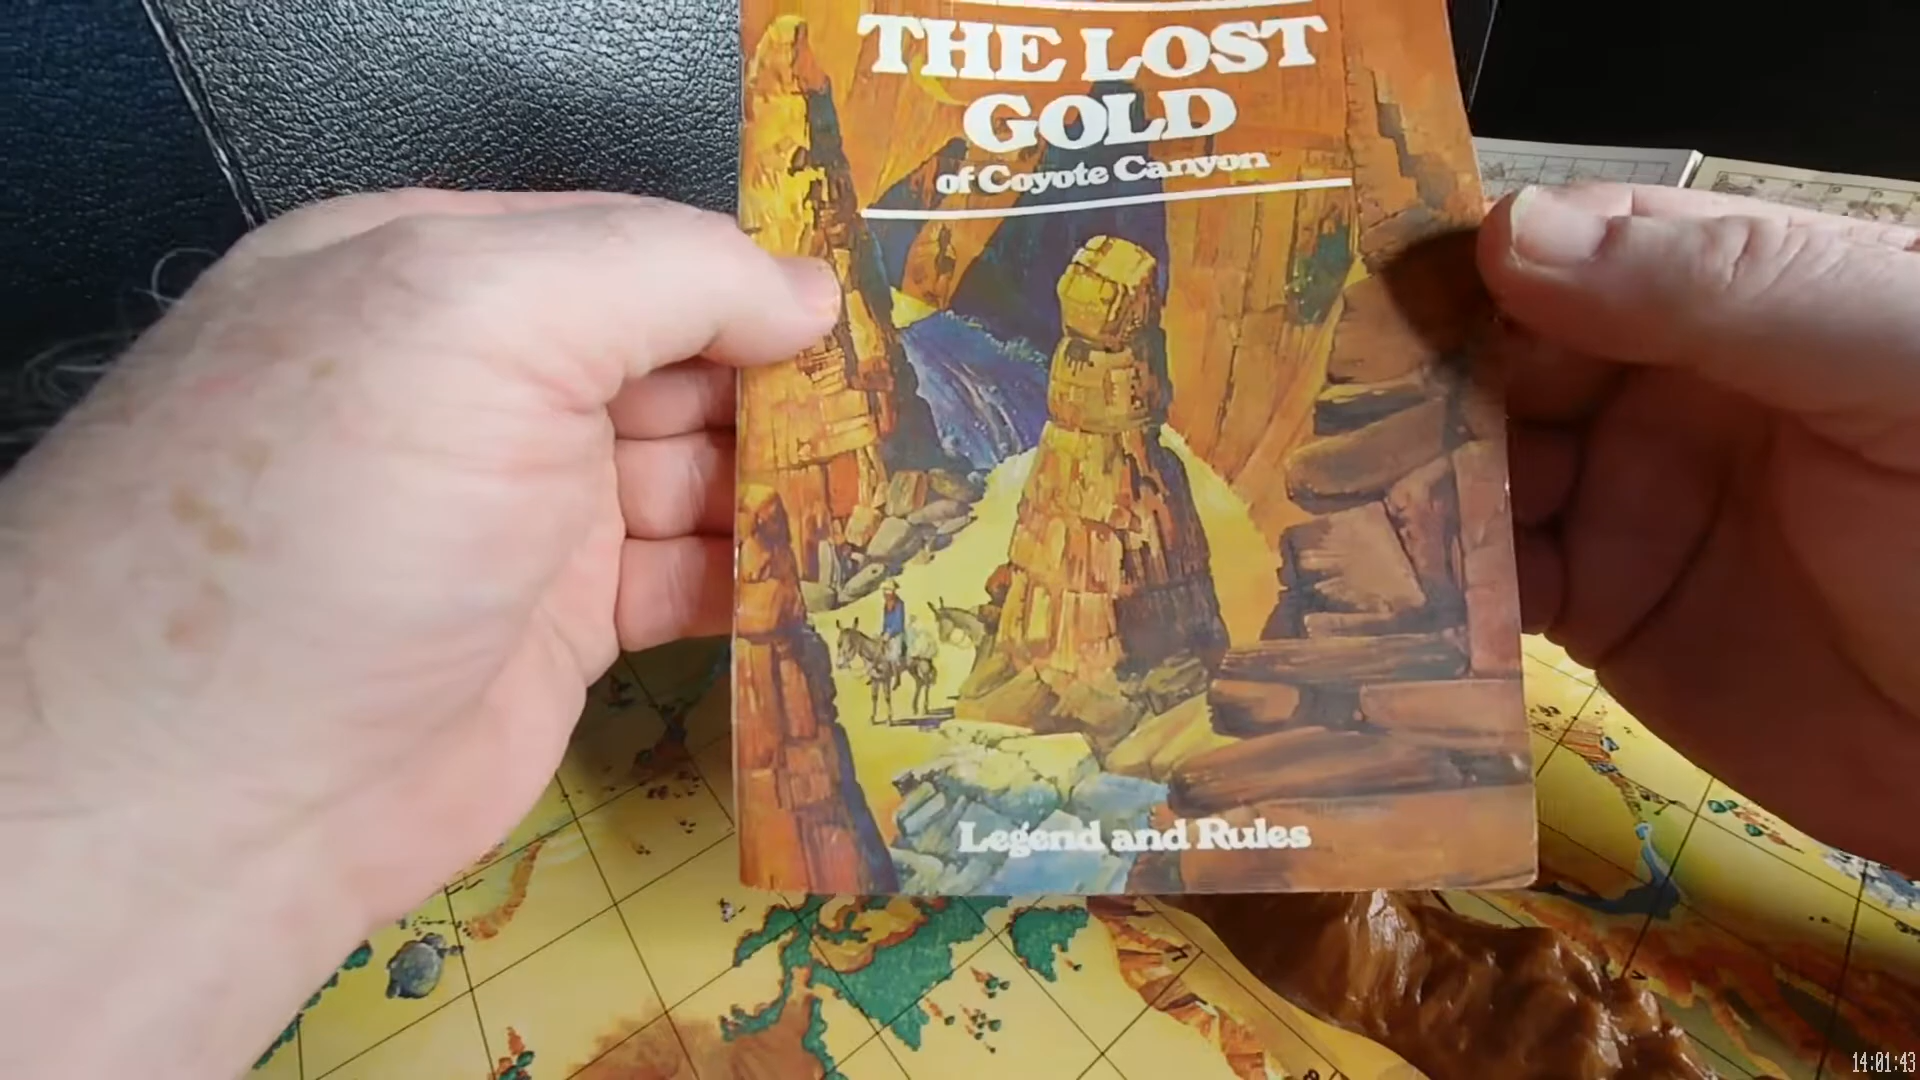 THE LOST
GOLD
of Coyote Canyon
Legend and Rules
14:01:43